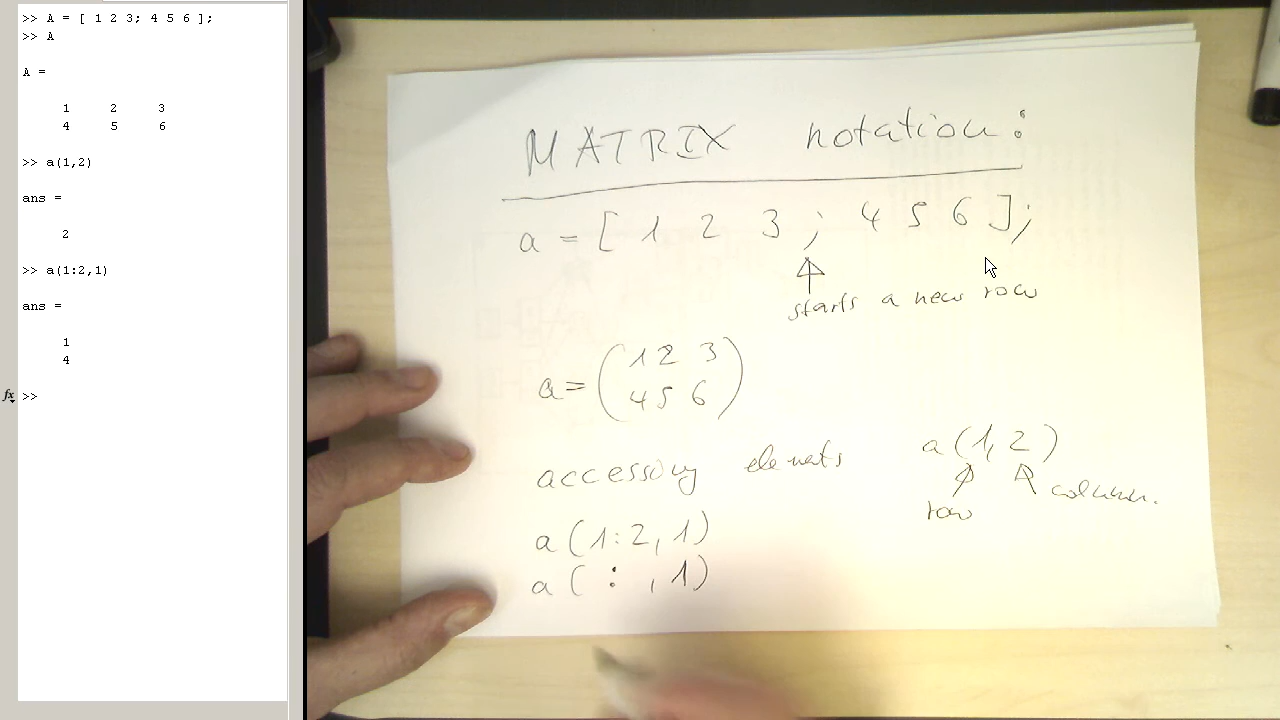 >> A = [ 1 2 3; 4 5 6 ];
>> A
A =
1 2 3
4 5 6
>> a(1,2)
ans =
2
>> a(1:2,1)
ans =
1
4
fx >>
MATRIX notation:
a = [ 1 2 3 ; 4 5 6 ];
starts a new row
a = ( 1 2 3
4 5 6 )
accessing elements a(1,2)
row column.
a(1:2,1)
a( : ,1)